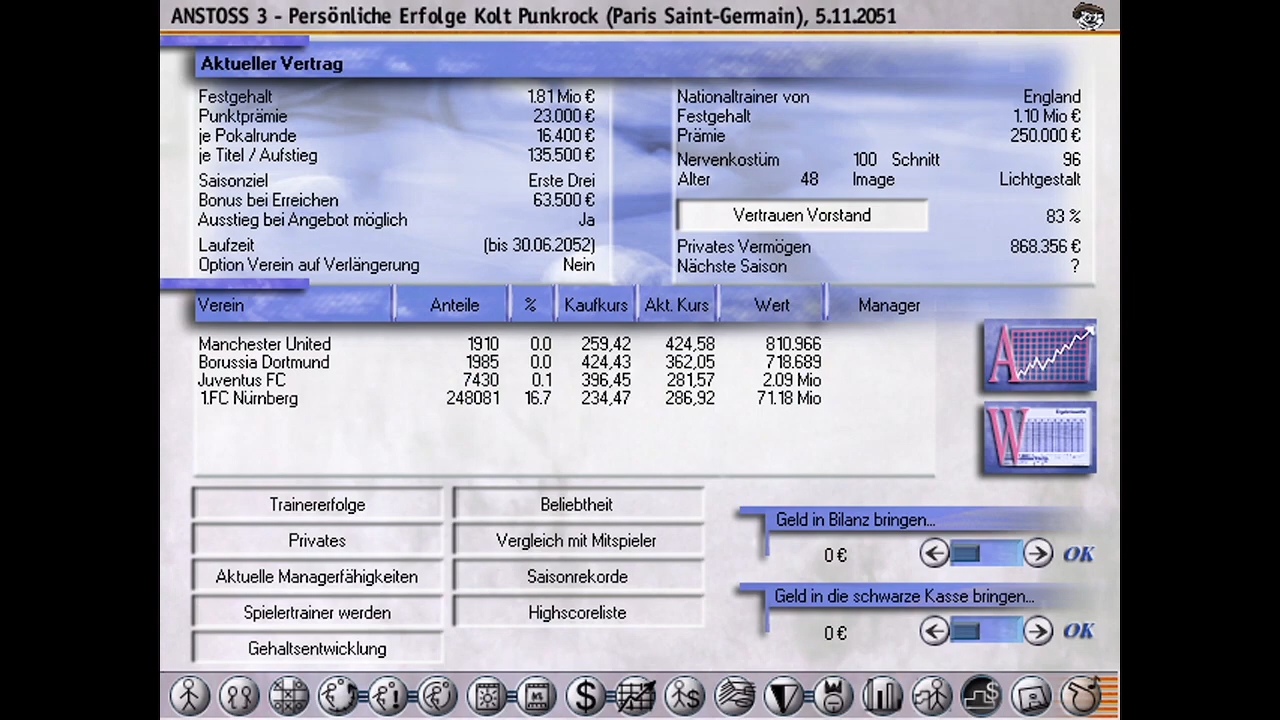 ANSTOSS 3 - Persönliche Erfolge Kolt Punkrock (Paris Saint-Germain), 5.11.2051
Aktueller Vertrag
Festgehalt 1.81 Mio €
Punktprämie 23.000 €
je Pokalrunde 16.400 €
je Titel / Aufstieg 135.500 €
Saisonziel Erste Drei
Bonus bei Erreichen 63.500 €
Ausstieg bei Angebot möglich Ja
Laufzeit (bis 30.06.2052)
Option Verein auf Verlängerung Nein
Nationaltrainer von England
Festgehalt 1.10 Mio €
Prämie 250.000 €
Nervenkostüm 100 Schnitt 96
Alter 48 Image Lichtgestalt
Vertrauen Vorstand 83 %
Privates Vermögen 868.356 €
Nächste Saison ?
Verein Anteile % Kaufkurs Akt. Kurs Wert Manager
Manchester United 1910 0.0 259,42 424,58 810.966
Borussia Dortmund 1985 0.0 424,43 362,05 718.689
Juventus FC 7430 0.1 396,45 281,57 2.09 Mio
1.FC Nürnberg 248081 16.7 234,47 286,92 71.18 Mio
A
W
Trainererfolge
Privates
Aktuelle Managerfähigkeiten
Spielertrainer werden
Gehaltsentwicklung
Beliebtheit
Vergleich mit Mitspieler
Saisonrekorde
Highscoreliste
Geld in Bilanz bringen...
0 € OK
Geld in die schwarze Kasse bringen...
0 € OK